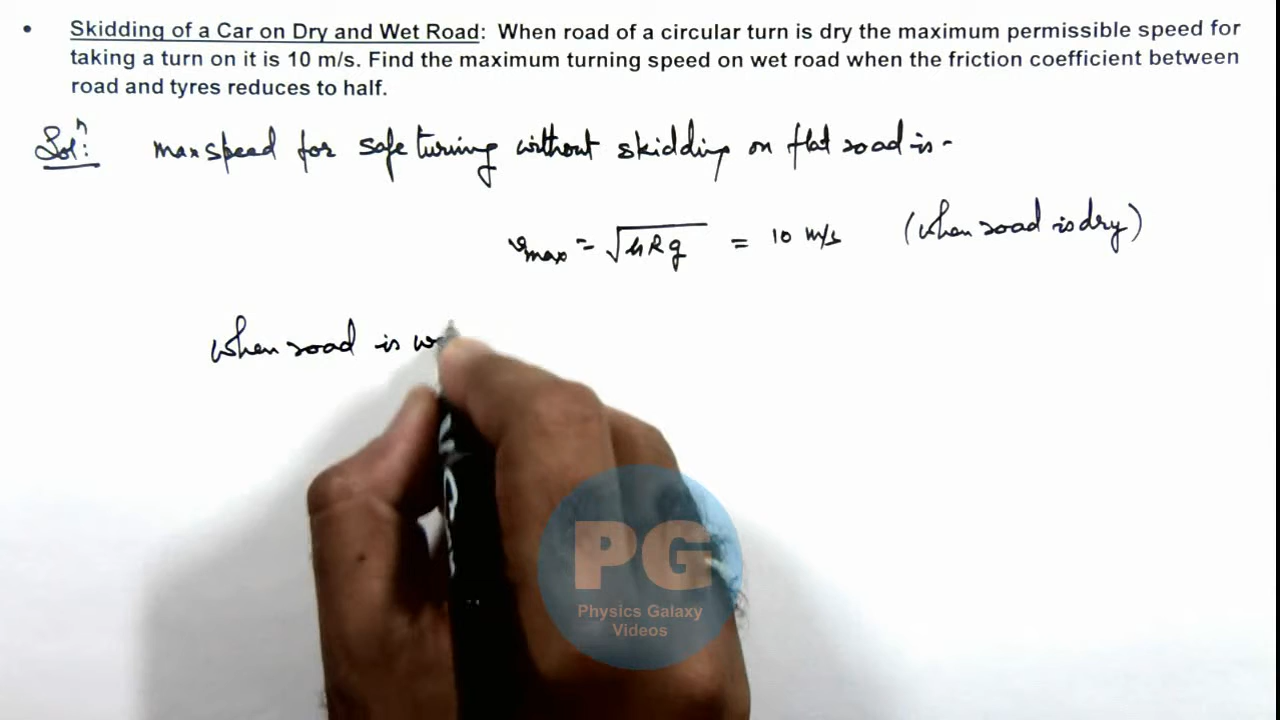 • Skidding of a Car on Dry and Wet Road: When road of a circular turn is dry the maximum permissible speed for
taking a turn on it is 10 m/s. Find the maximum turning speed on wet road when the friction coefficient between
road and tyres reduces to half.
Solⁿ: max speed for safe turning without skidding on flat road is -
v_max = √μRg = 10 m/s (when road is dry)
when road is we
PG
Physics Galaxy
Videos